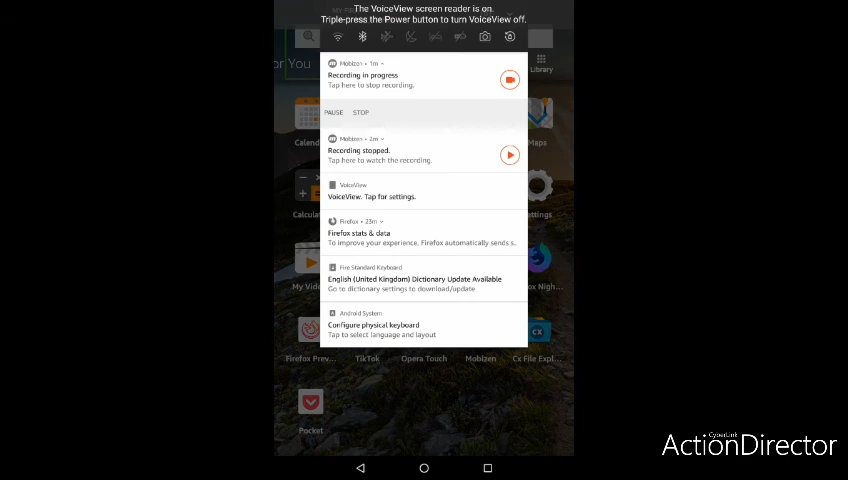 The VoiceView screen reader is on.
Triple-press the Power button to turn VoiceView off.
or You
Library
Mobizen • 1m
Recording in progress
Tap here to stop recording.
PAUSE STOP
Mobizen • 2m
Recording stopped.
Tap here to watch the recording.
VoiceView
VoiceView. Tap for settings.
Firefox • 23m
Firefox stats & data
To improve your experience, Firefox automatically sends s..
Fire Standard Keyboard
English (United Kingdom) Dictionary Update Available
Go to dictionary settings to download/update
Android System
Configure physical keyboard
Tap to select language and layout
Calend
Maps
Calcula
ettings
My Vide
ox Nigh...
CX
Firefox Prev...
TikTok
Opera Touch
Mobizen
Cx File Expl...
Pocket
CyberLink
ActionDirector